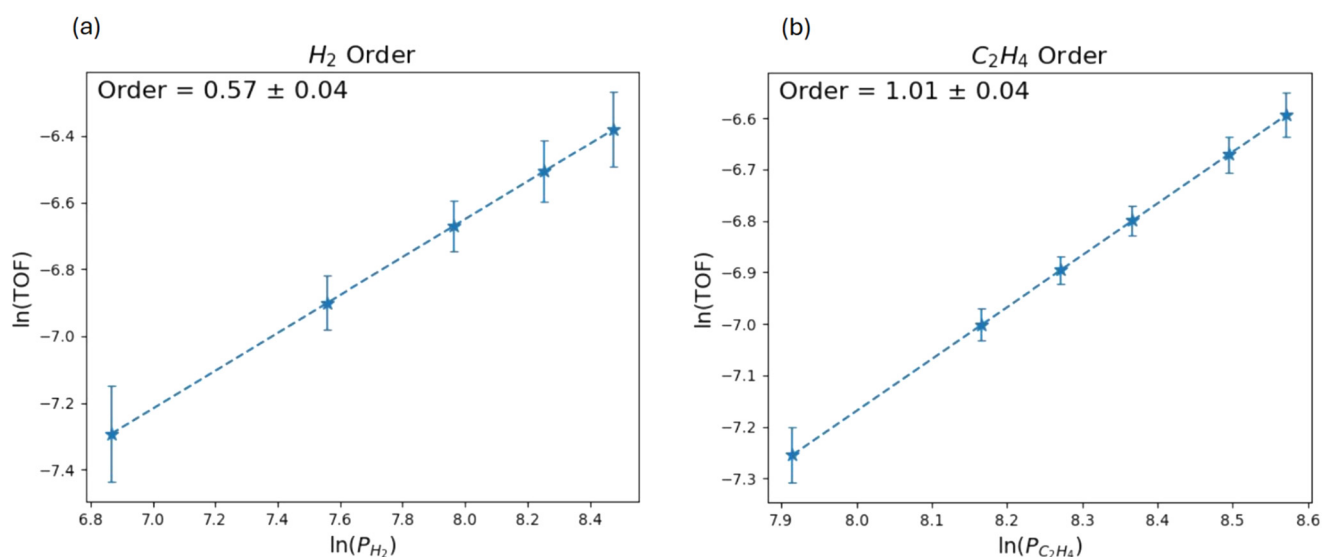 (a)
H₂ Order
Order = 0.57 ± 0.04
−6.4
−6.6
−6.8
−7.0
−7.2
−7.4
ln(TOF)
6.8 7.0 7.2 7.4 7.6 7.8 8.0 8.2 8.4
ln(P_H₂)
(b)
C₂H₄ Order
Order = 1.01 ± 0.04
−6.6
−6.7
−6.8
−6.9
−7.0
−7.1
−7.2
−7.3
ln(TOF)
7.9 8.0 8.1 8.2 8.3 8.4 8.5 8.6
ln(P_C₂H₄)